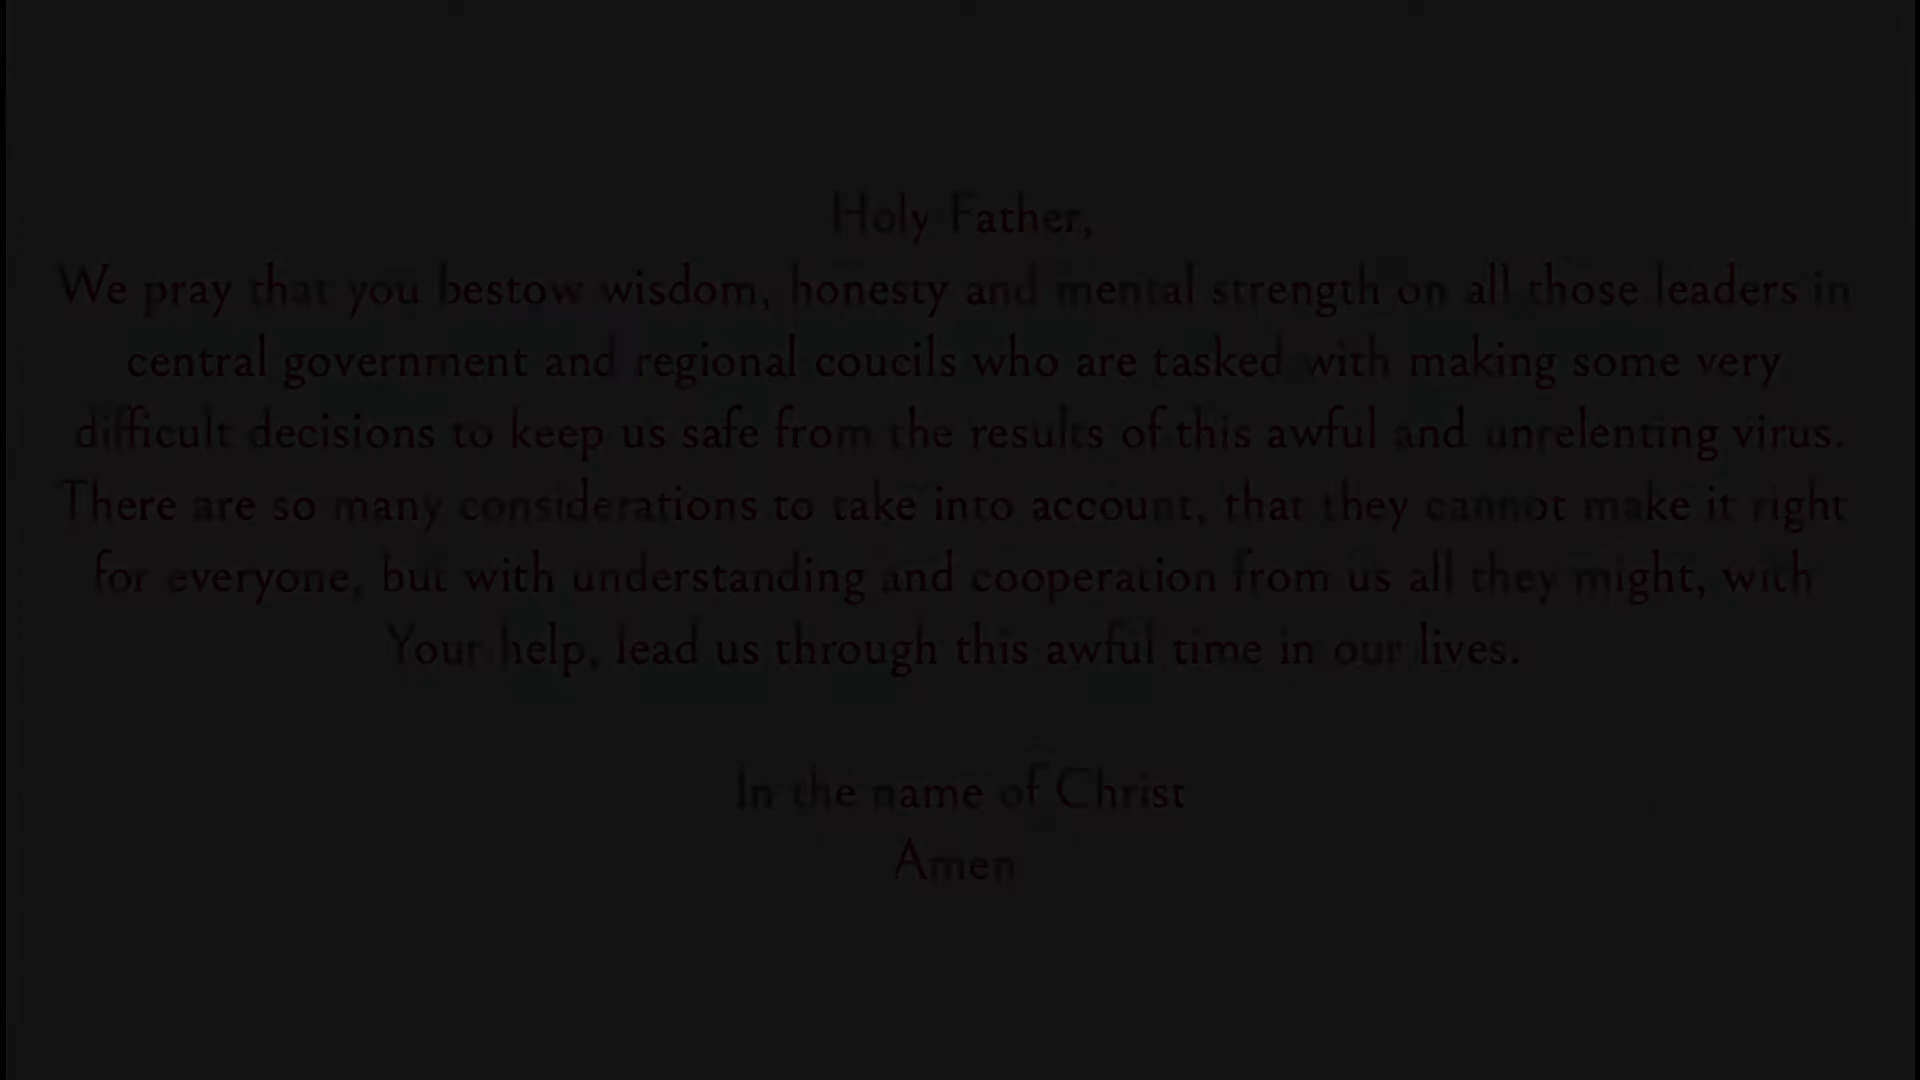 Holy Father,
We pray that you bestow wisdom, honesty and mental strength on all those leaders in
central government and regional coucils who are tasked with making some very
difficult decisions to keep us safe from the results of this awful and unrelenting virus.
There are so many considerations to take into account, that they cannot make it right
for everyone, but with understanding and cooperation from us all they might, with
Your help, lead us through this awful time in our lives.
In the name of Christ
Amen